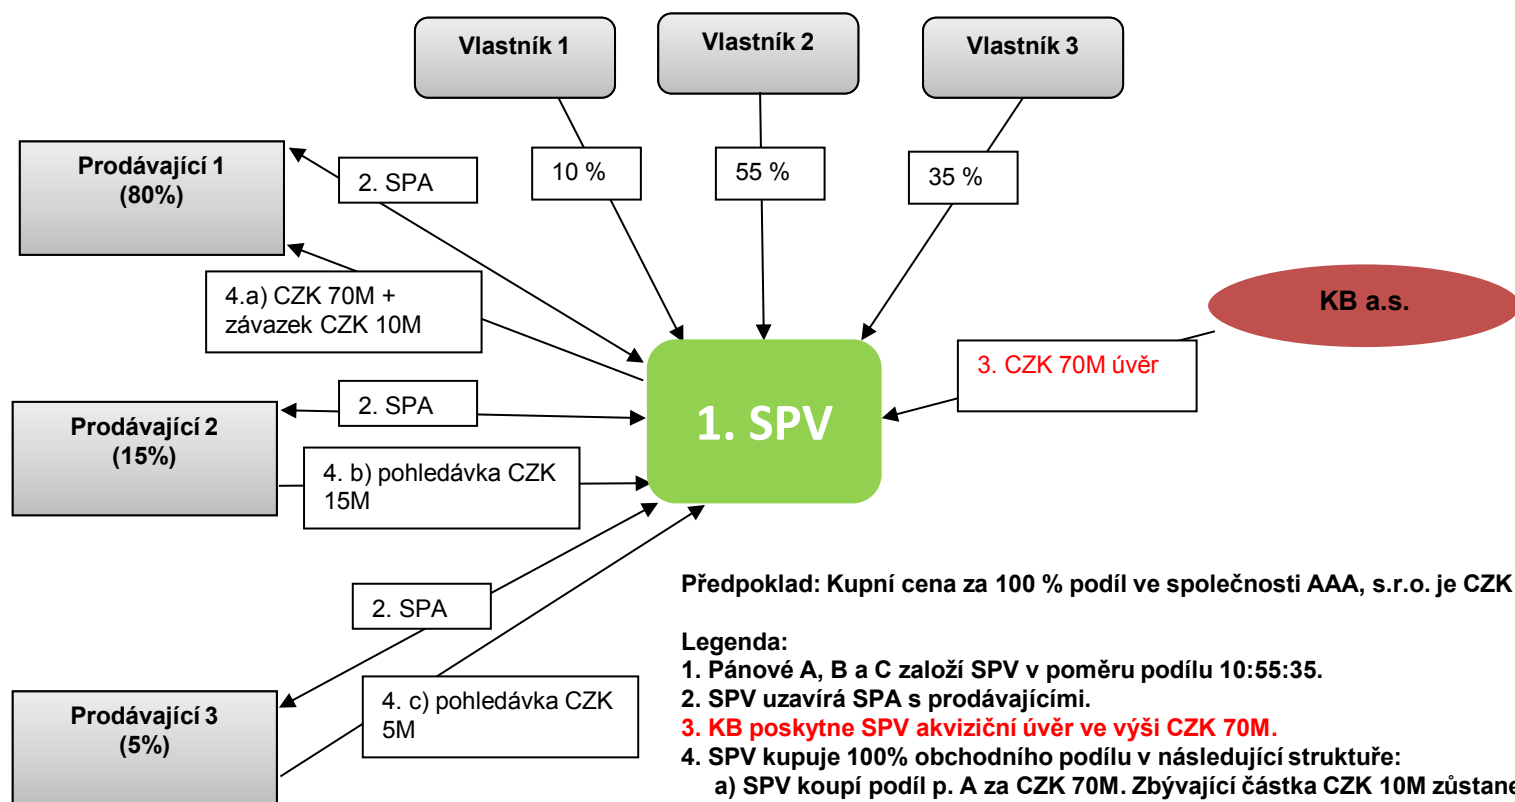 Vlastník 1
Vlastník 2
Vlastník 3
Prodávající 1
(80%)
2. SPA
10 %
55 %
35 %
4.a) CZK 70M +
závazek CZK 10M
KB a.s.
3. CZK 70M úvěr
1. SPV
Prodávající 2
(15%)
2. SPA
4. b) pohledávka CZK
15M
2. SPA
Prodávající 3
(5%)
4. c) pohledávka CZK
5M
Předpoklad: Kupní cena za 100 % podíl ve společnosti AAA, s.r.o. je CZK
Legenda:
1. Pánové A, B a C založí SPV v poměru podílu 10:55:35.
2. SPV uzavírá SPA s prodávajícími.
3. KB poskytne SPV akviziční úvěr ve výši CZK 70M.
4. SPV kupuje 100% obchodního podílu v následující struktuře:
a) SPV koupí podíl p. A za CZK 70M. Zbývající částka CZK 10M zůstane